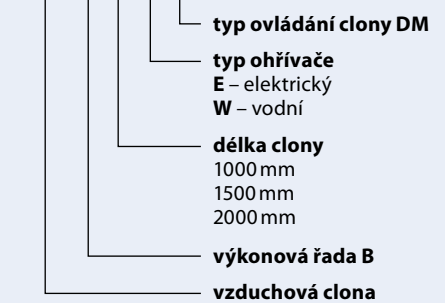 typ ovládání clony DM
typ ohřívače
E – elektrický
W – vodní
délka clony
1000 mm
1500 mm
2000 mm
výkonová řada B
vzduchová clona